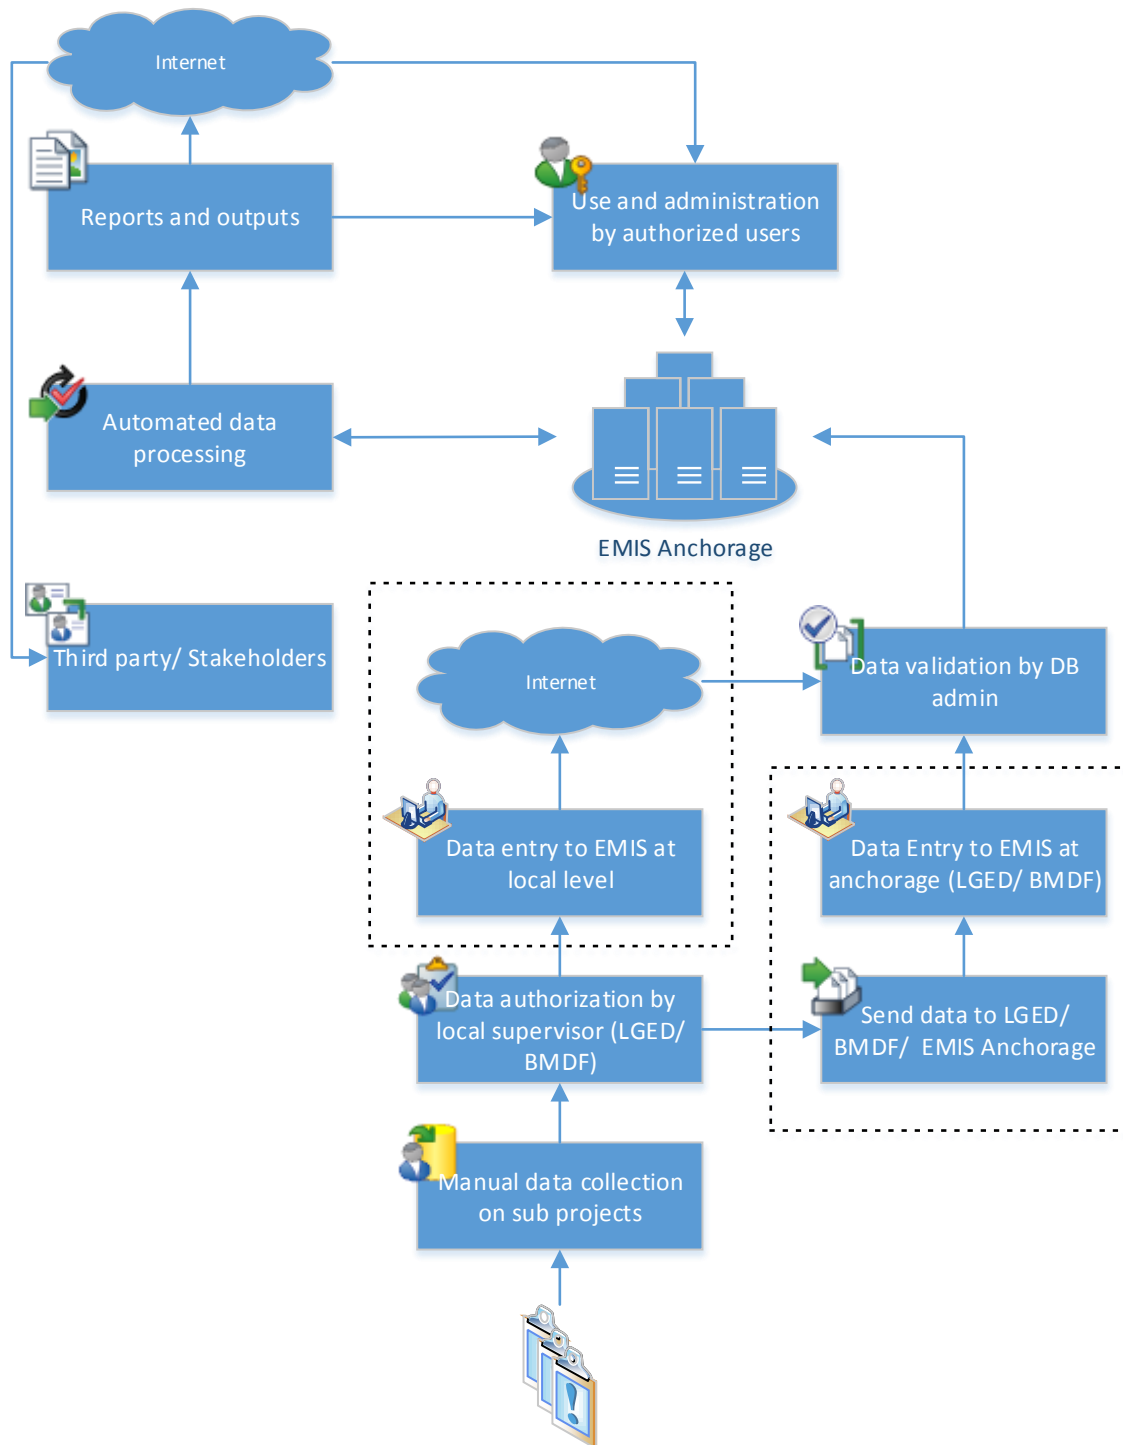 Internet
Reports and outputs
Use and administration
by authorized users
Automated data
processing
EMIS Anchorage
Third party/ Stakeholders
Internet
Data validation by DB
admin
Data entry to EMIS at
local level
Data Entry to EMIS at
anchorage (LGED/ BMDF)
Data authorization by
local supervisor (LGED/
BMDF)
Send data to LGED/
BMDF/ EMIS Anchorage
Manual data collection
on sub projects